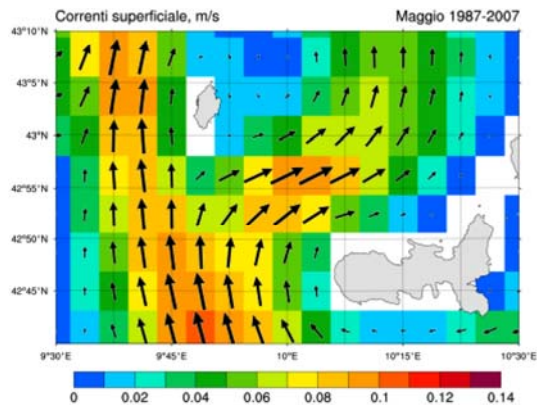 Correnti superficiale, m/s Maggio 1987-2007
43°10'
43°05'
43°N
42°55'
42°50'
42°45'
9°30'E 9°45'E 10°E 10°15'E 10°30'E
0 0.02 0.04 0.06 0.08 0.1 0.12 0.14